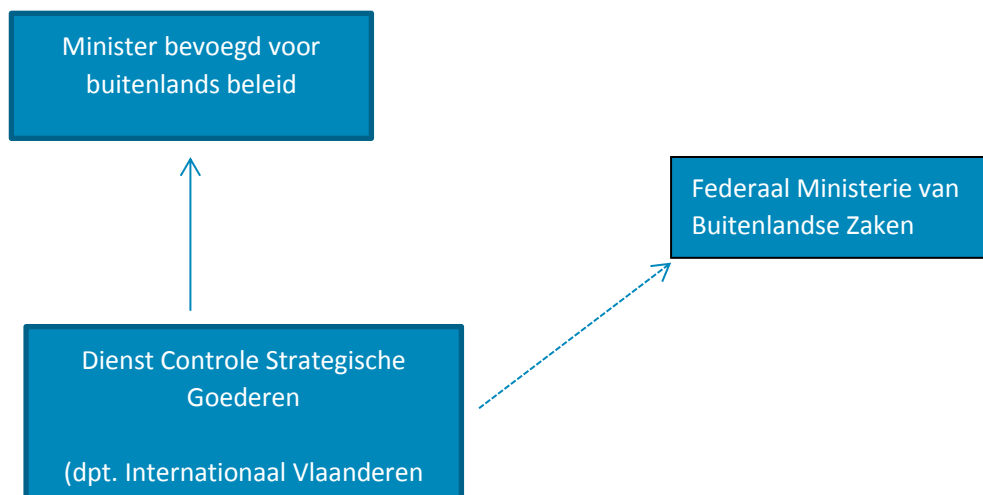 Minister bevoegd voor
buitenlands beleid
Federaal Ministerie van
Buitenlandse Zaken
Dienst Controle Strategische
Goederen
(dpt. Internationaal Vlaanderen